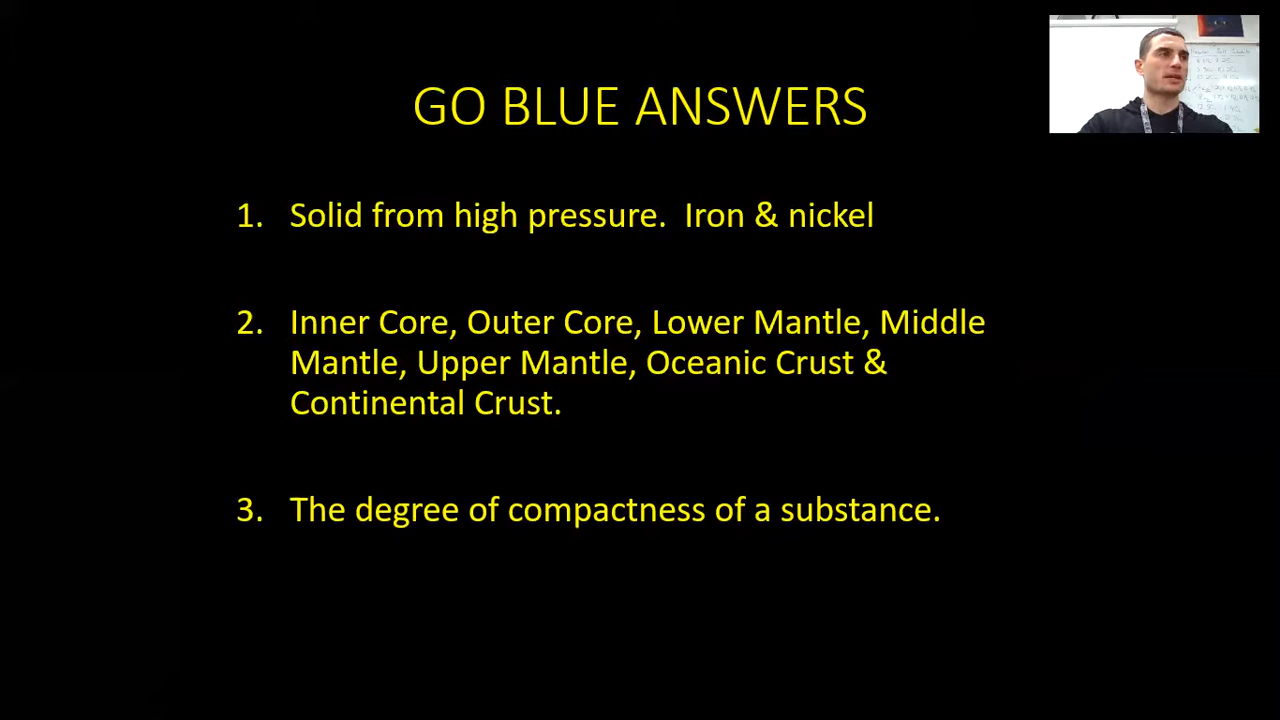 GO BLUE ANSWERS
1. Solid from high pressure.  Iron & nickel
2. Inner Core, Outer Core, Lower Mantle, Middle
Mantle, Upper Mantle, Oceanic Crust &
Continental Crust.
3. The degree of compactness of a substance.